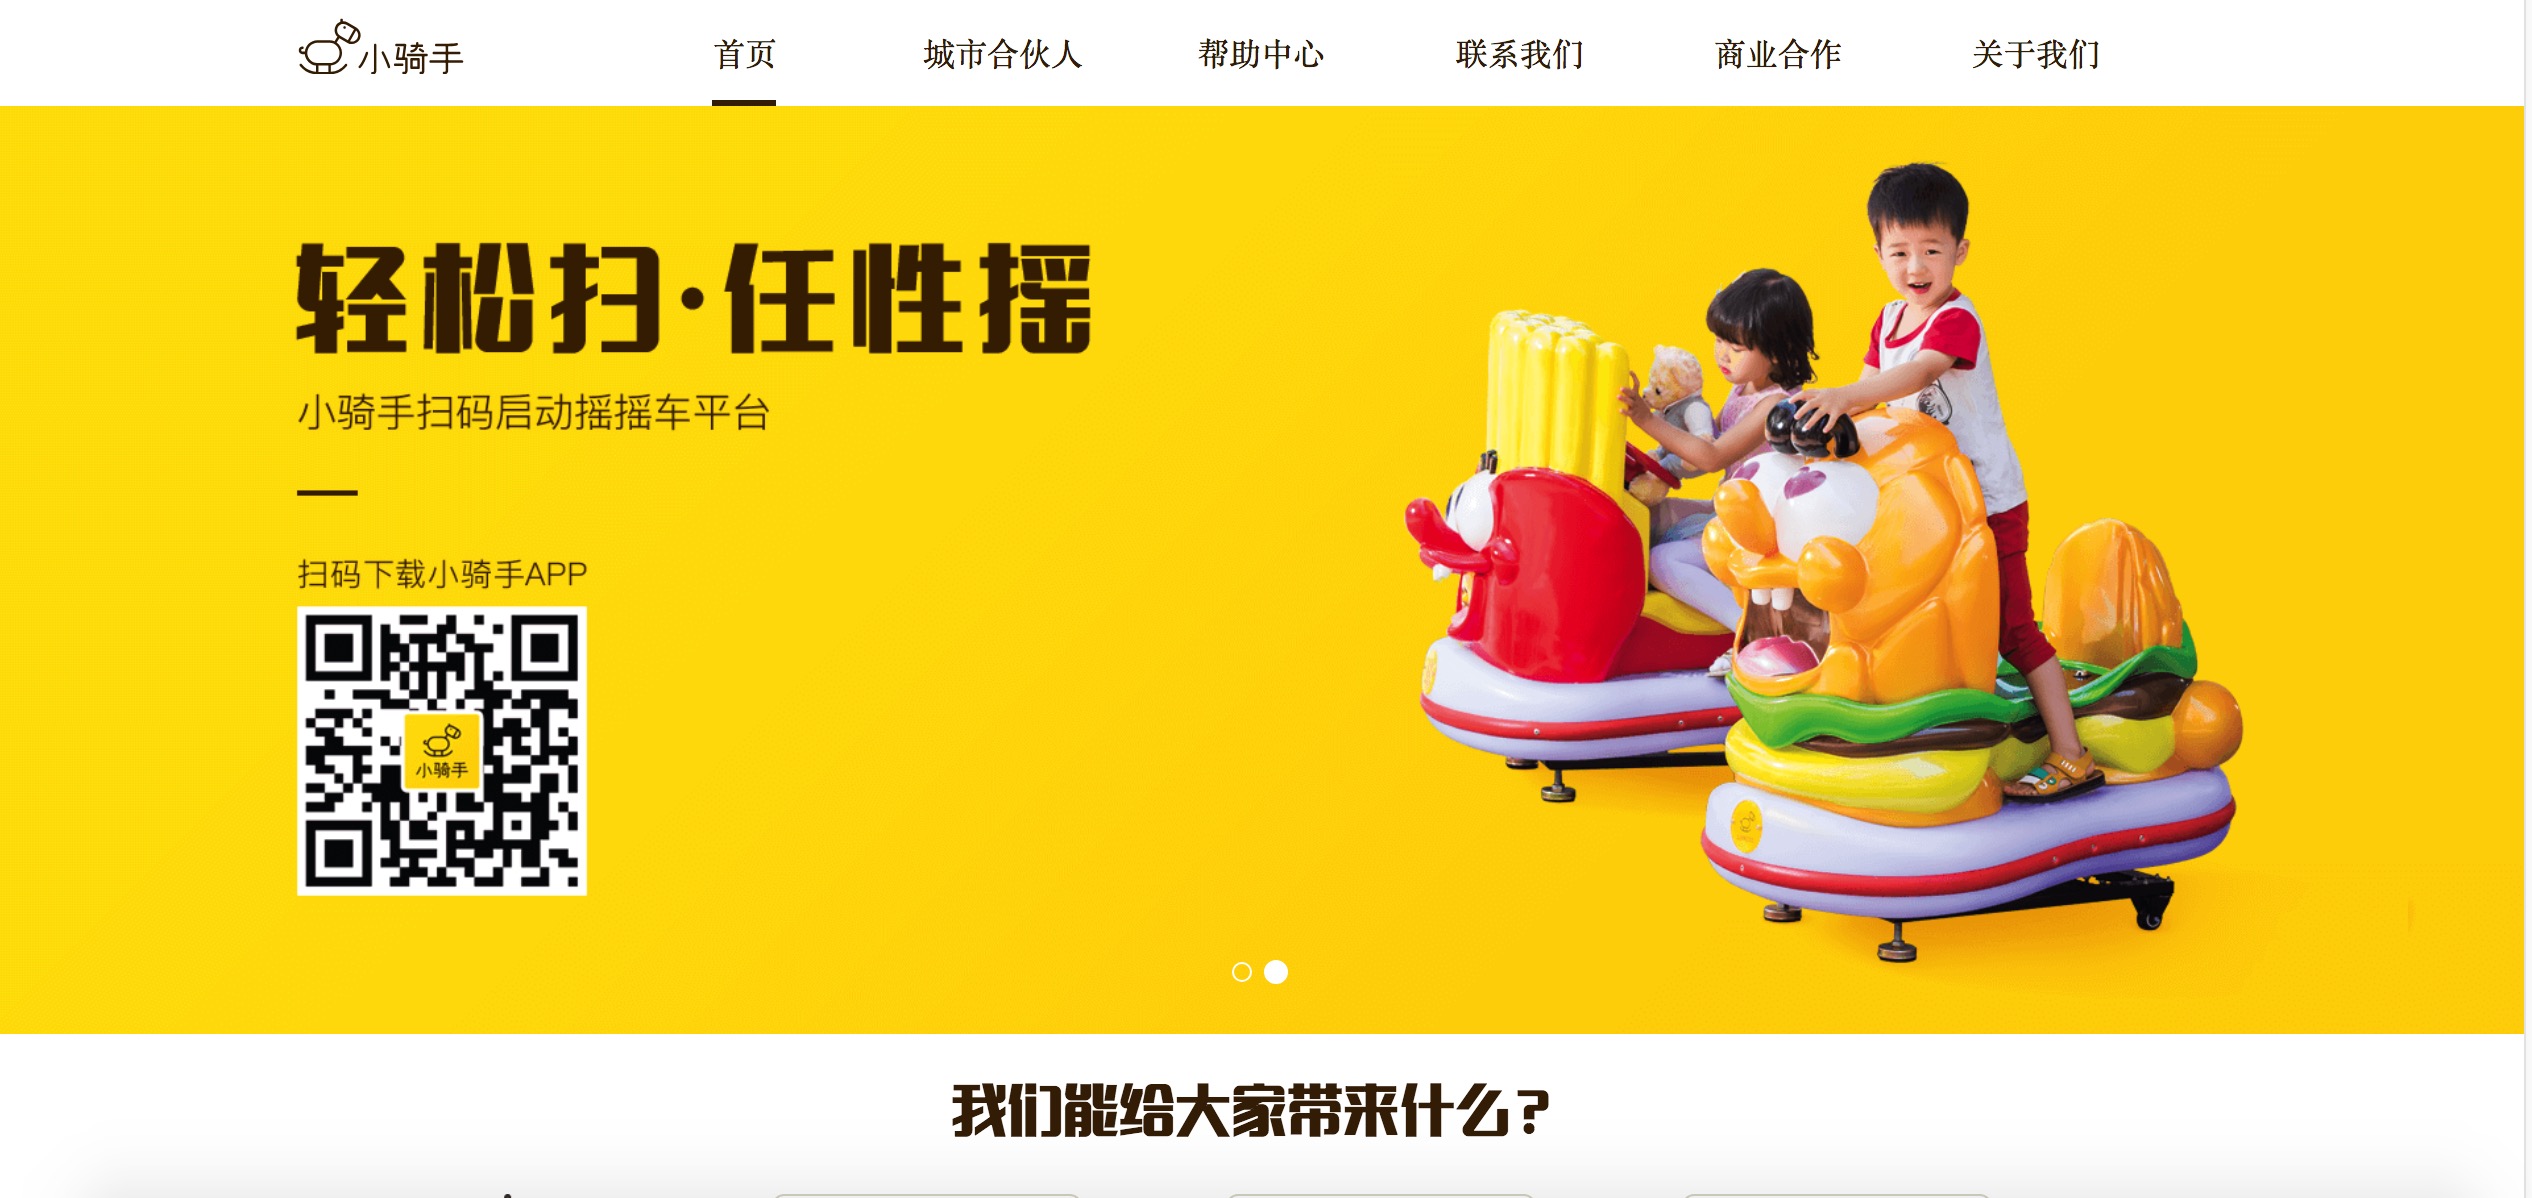 小骑手
首页 城市合伙人 帮助中心 联系我们 商业合作 关于我们
轻松扫·任性摇
小骑手扫码启动摇摇车平台
扫码下载小骑手APP
小骑手
我们能给大家带来什么?